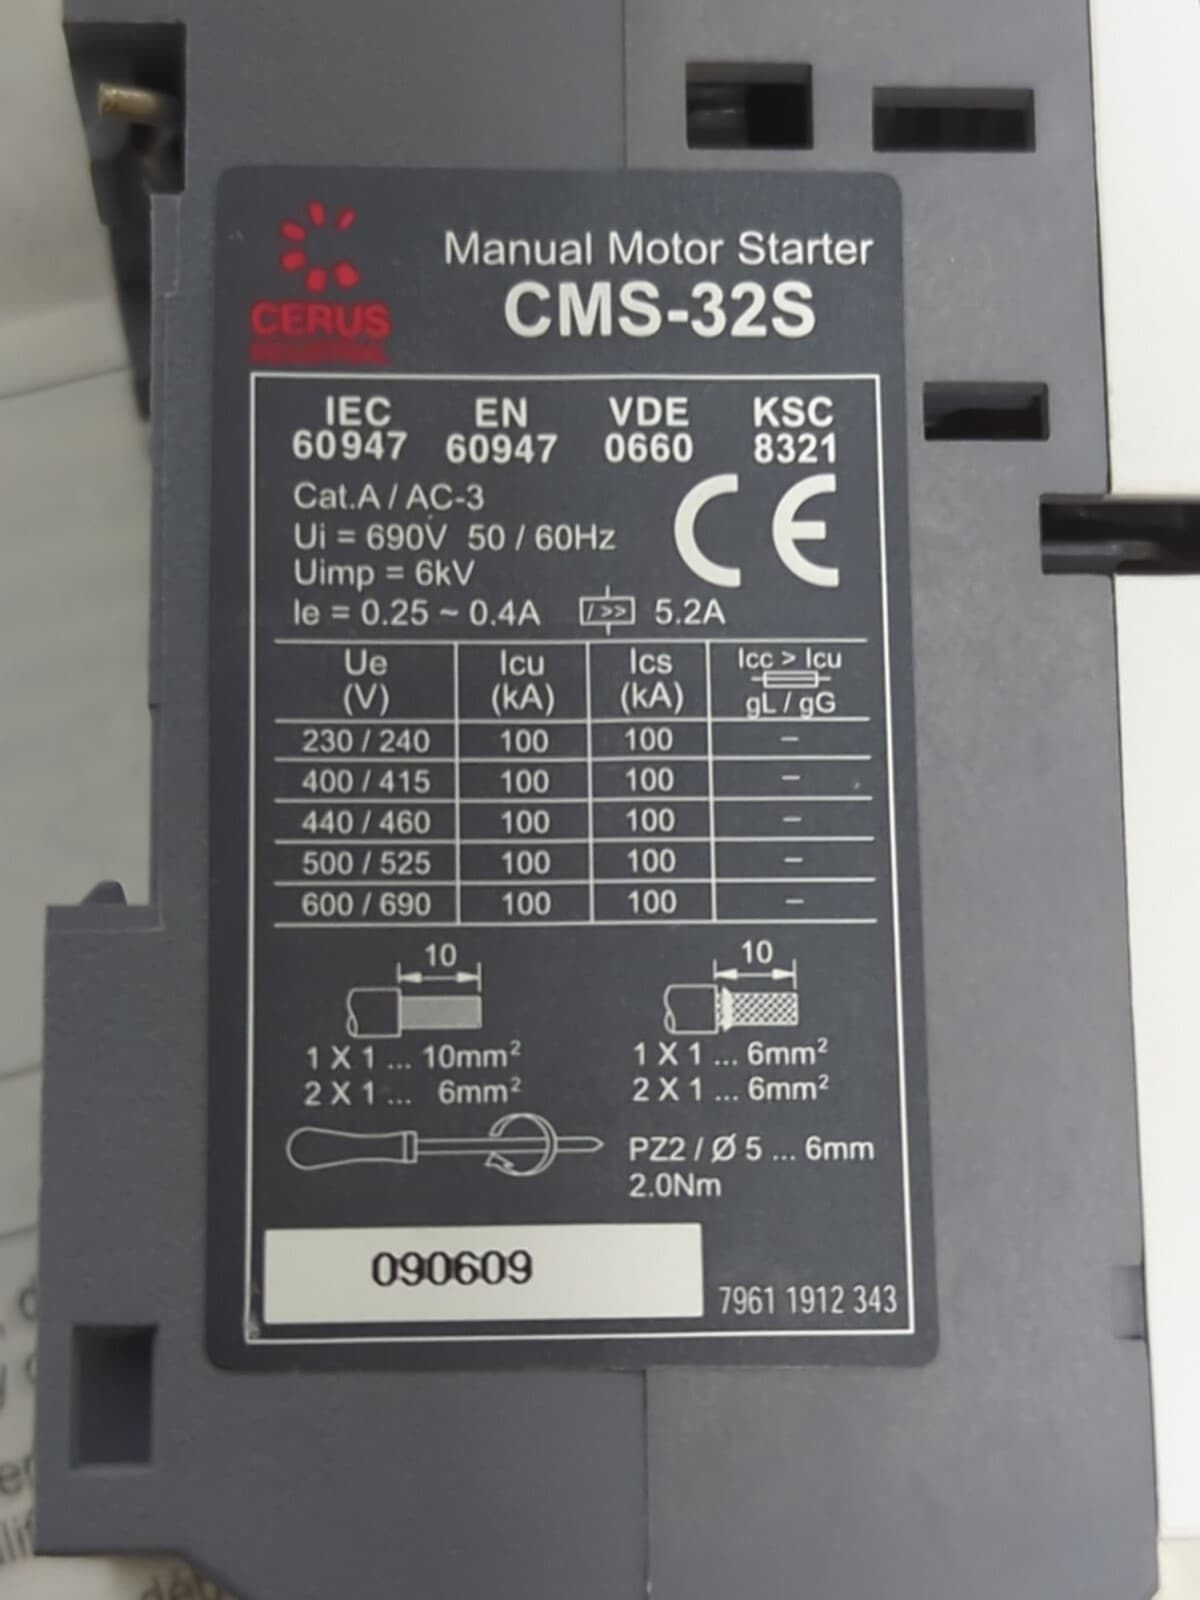 Manual Motor Starter
CERUS
INDUSTRIAL
CMS-32S
IEC EN VDE KSC
60947 60947 0660 8321
Cat.A / AC-3
CE
Ui = 690V 50 / 60Hz
Uimp = 6kV
Ie = 0.25 ~ 0.4A I >> 5.2A
Ue Icu Ics Icc > Icu
(V) (kA) (kA) gL / gG
230 / 240 100 100 –
400 / 415 100 100 –
440 / 460 100 100 –
500 / 525 100 100 –
600 / 690 100 100 –
10 10
1 X 1 ... 10mm² 1 X 1 ... 6mm²
2 X 1 ... 6mm² 2 X 1 ... 6mm²
PZ2 / Ø 5 ... 6mm
2.0Nm
090609
7961 1912 343